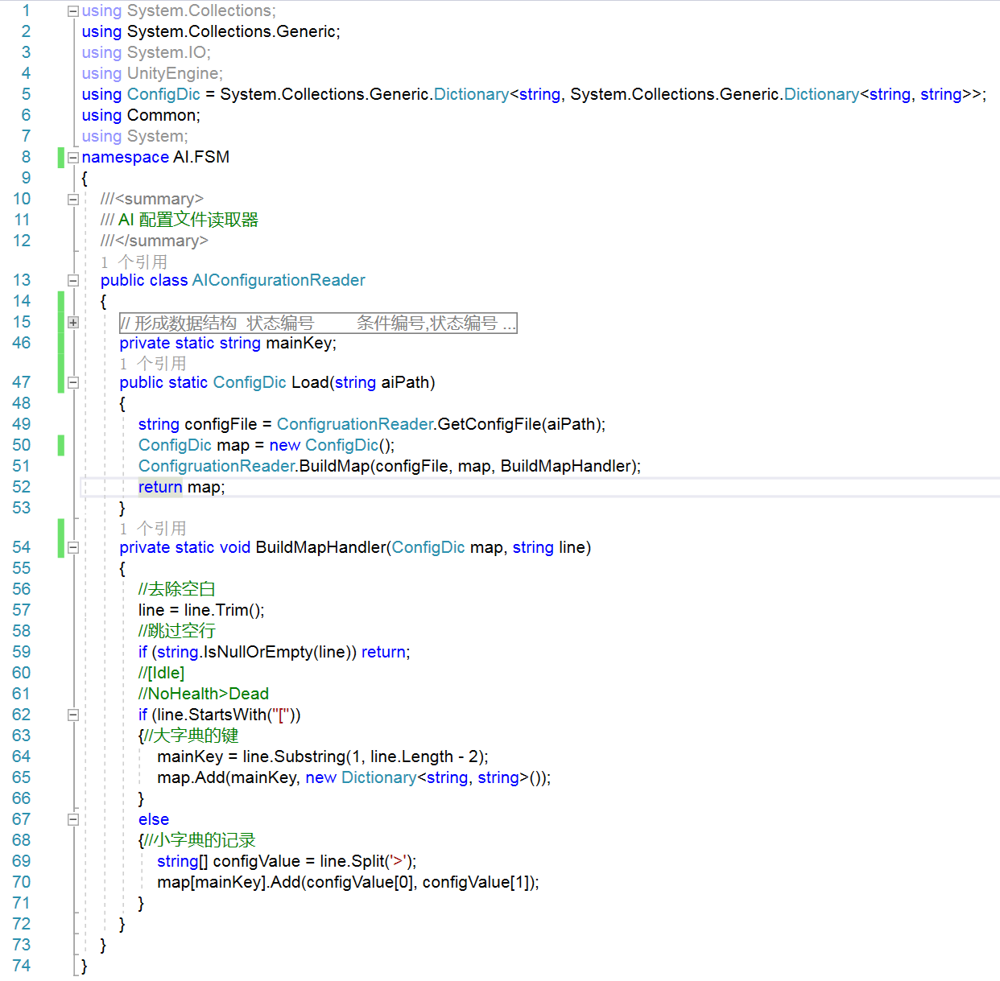 1 using System.Collections;
2 using System.Collections.Generic;
3 using System.IO;
4 using UnityEngine;
5 using ConfigDic = System.Collections.Generic.Dictionary<string, System.Collections.Generic.Dictionary<string, string>>;
6 using Common;
7 using System;
8 namespace AI.FSM
9 {
10 ///<summary>
11 /// AI 配置文件读取器
12 ///</summary>
1 个引用
13 public class AIConfigurationReader
14 {
15 // 形成数据结构 状态编号 条件编号,状态编号 ...
46 private static string mainKey;
1 个引用
47 public static ConfigDic Load(string aiPath)
48 {
49 string configFile = ConfigruationReader.GetConfigFile(aiPath);
50 ConfigDic map = new ConfigDic();
51 ConfigruationReader.BuildMap(configFile, map, BuildMapHandler);
52 return map;
53 }
1 个引用
54 private static void BuildMapHandler(ConfigDic map, string line)
55 {
56 //去除空白
57 line = line.Trim();
58 //跳过空行
59 if (string.IsNullOrEmpty(line)) return;
60 //[Idle]
61 //NoHealth>Dead
62 if (line.StartsWith("["))
63 {//大字典的键
64 mainKey = line.Substring(1, line.Length - 2);
65 map.Add(mainKey, new Dictionary<string, string>());
66 }
67 else
68 {//小字典的记录
69 string[] configValue = line.Split('>');
70 map[mainKey].Add(configValue[0], configValue[1]);
71 }
72 }
73 }
74 }